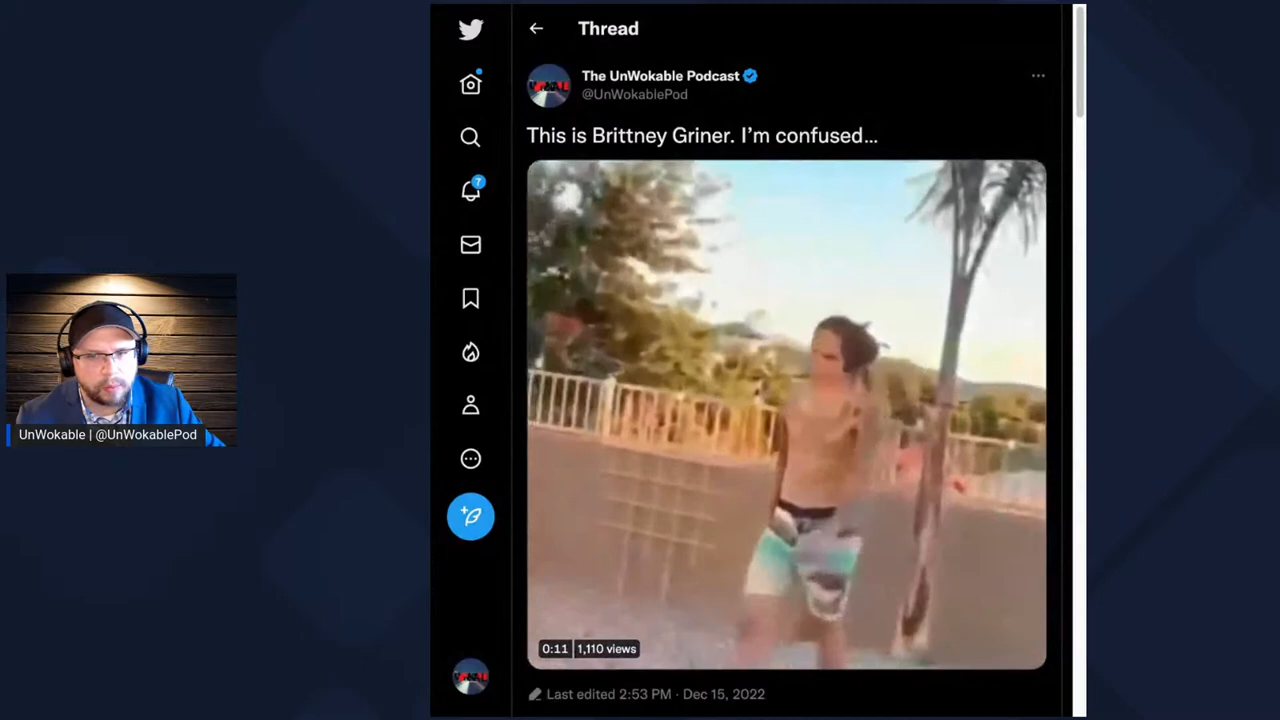 Thread
The UnWokable Podcast
@UnWokablePod
This is Brittney Griner. I'm confused...
7
UnWokable | @UnWokablePod
0:11 1,110 views
Last edited 2:53 PM · Dec 15, 2022